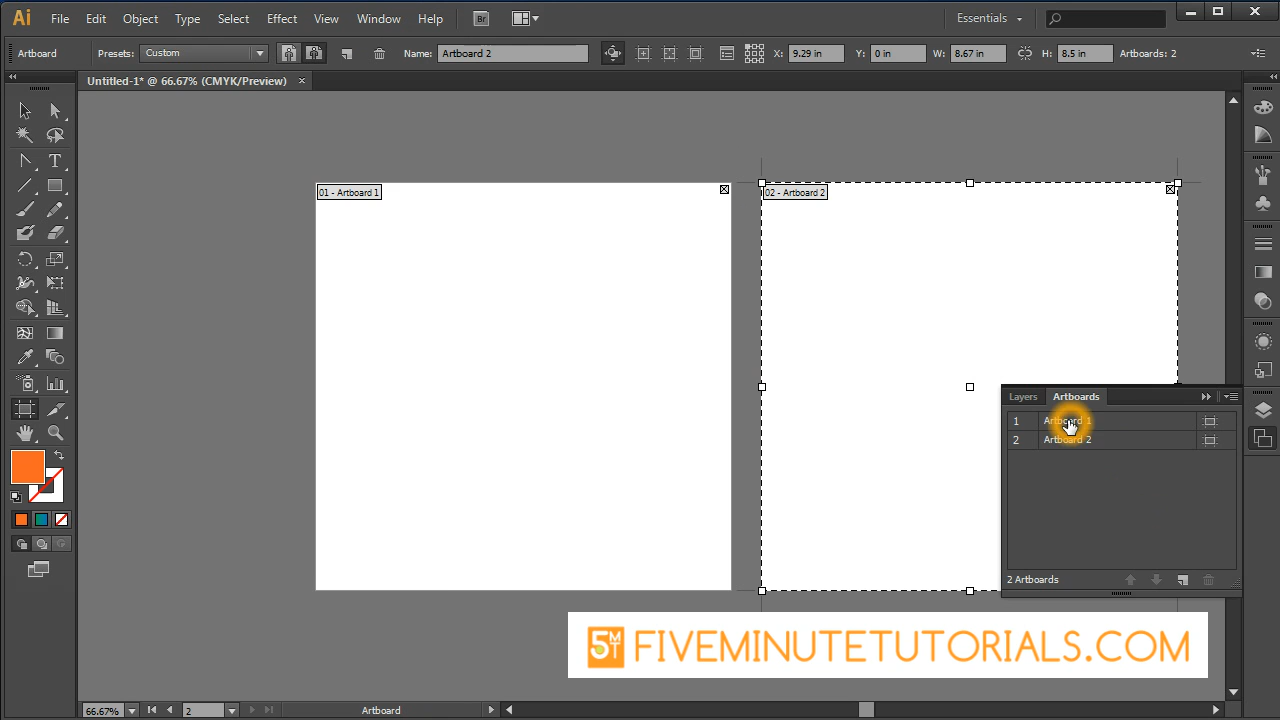 Ai File Edit Object Type Select Effect View Window Help Br Essentials
Artboard Presets: Custom Name: Artboard 2 X: 9.29 in Y: 0 in W: 8.67 in H: 8.5 in Artboards: 2
Untitled-1* @ 66.67% (CMYK/Preview)
01 - Artboard 1
02 - Artboard 2
Layers Artboards
1 Artboard 1
2 Artboard 2
2 Artboards
5MT FIVEMINUTETUTORIALS.COM
66.67% 2 Artboard